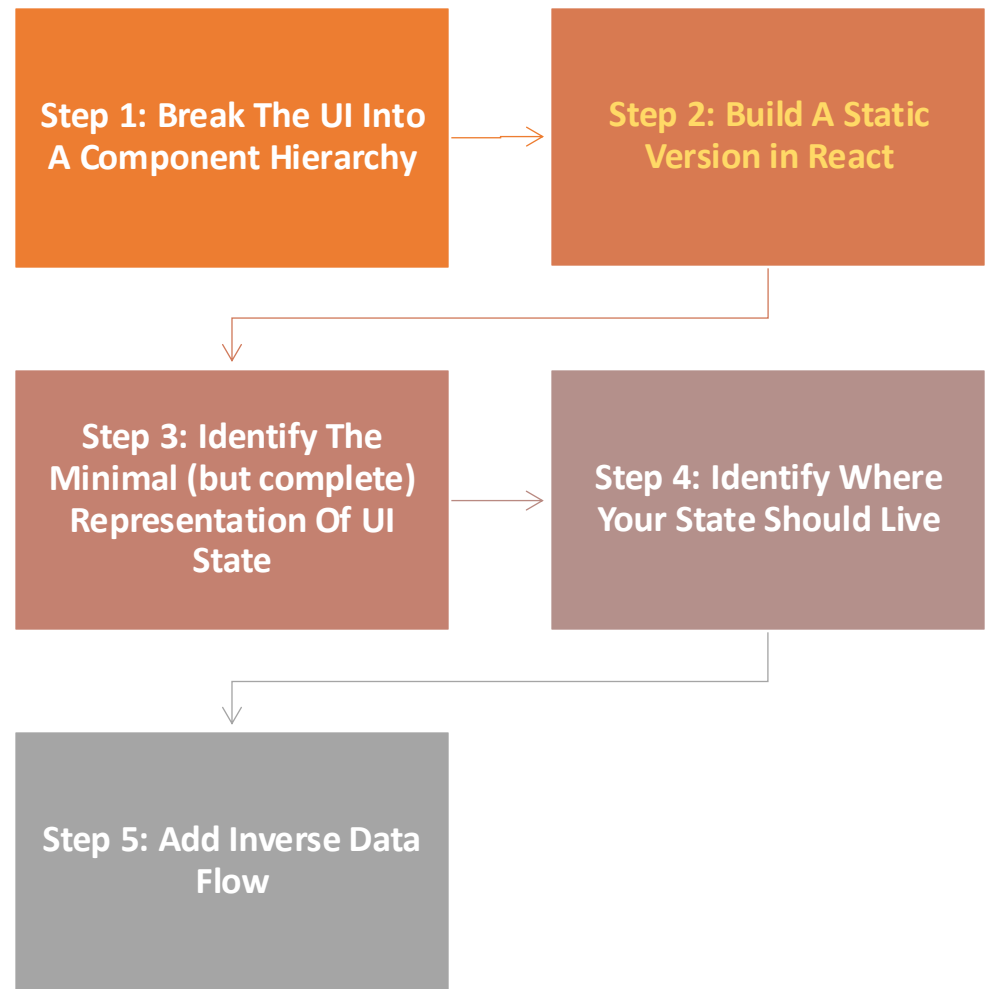 Step 1: Break The UI Into
A Component Hierarchy
Step 2: Build A Static
Version in React
Step 3: Identify The
Minimal (but complete)
Representation Of UI
State
Step 4: Identify Where
Your State Should Live
Step 5: Add Inverse Data
Flow